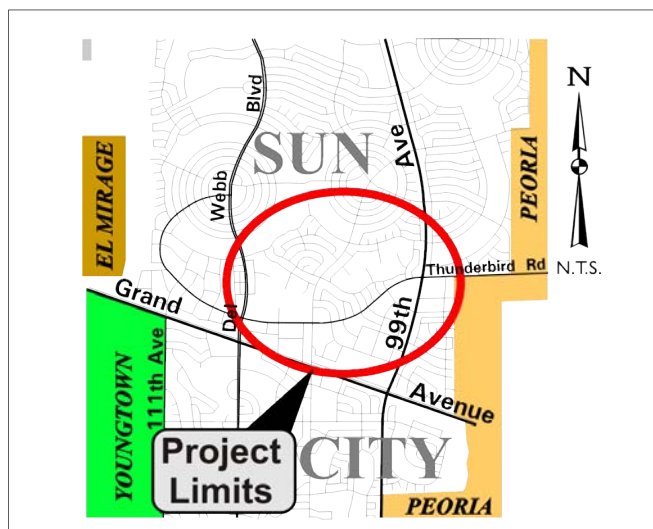 SUN
CITY
EL MIRAGE
YOUNGTOWN
PEORIA
PEORIA
N
N.T.S.
Del Webb Blvd
99th Ave
Thunderbird Rd
Grand Avenue
111th Ave
Project
Limits